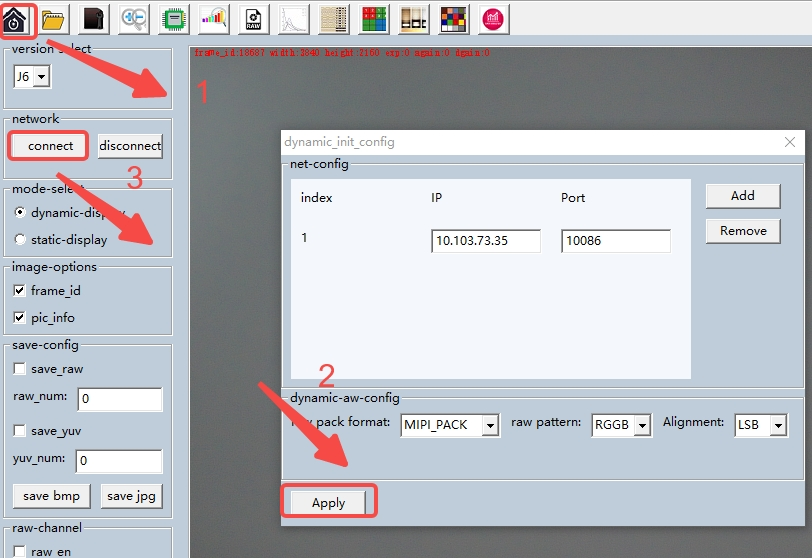 RAW
version select
J6
network
connect
disconnect
mode-select
dynamic-display
static-display
image-options
frame_id
pic_info
save-config
save_raw
raw_num:
0
save_yuv
yuv_num:
0
save bmp
save jpg
raw-channel
raw_en
frame_id:18687 width:3840 height:2160 exp:0 again:0 dgain:0
1
3
dynamic_init_config
net-config
index
IP
Port
1
10.103.73.35
10086
Add
Remove
2
dynamic-aw-config
pack format:
MIPI_PACK
raw pattern:
RGGB
Alignment:
LSB
Apply